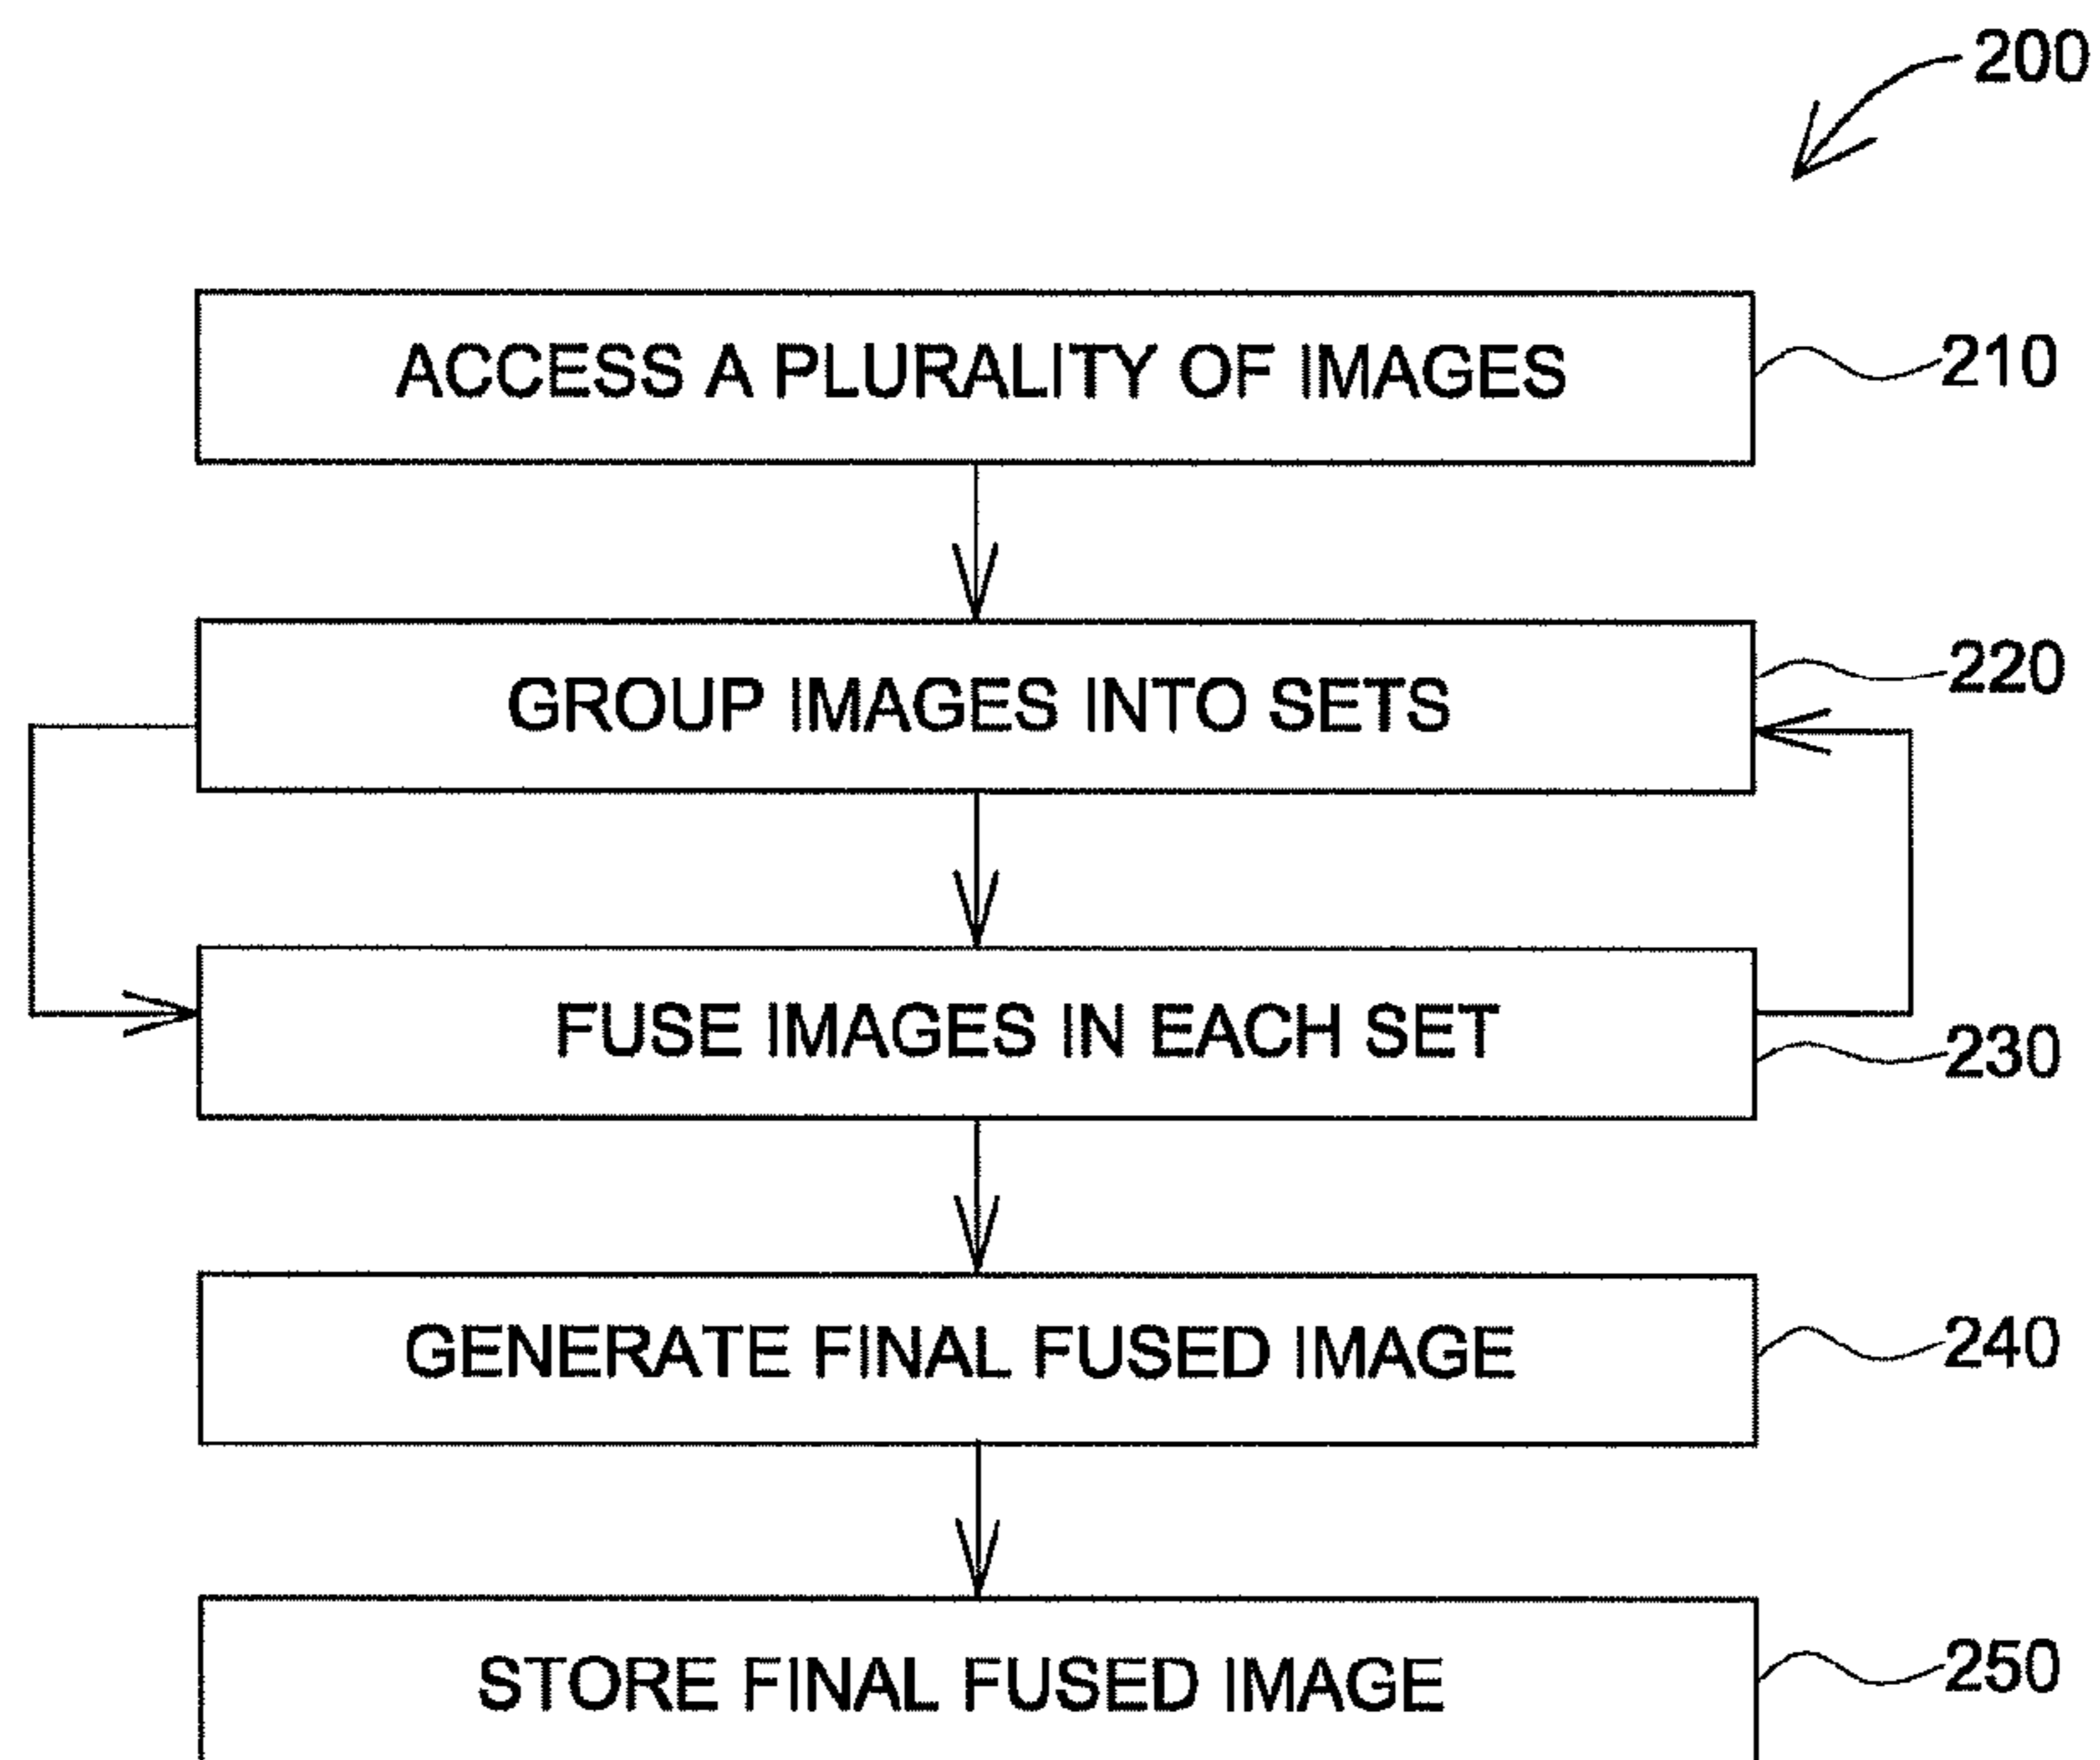 200
ACCESS A PLURALITY OF IMAGES
210
GROUP IMAGES INTO SETS
220
FUSE IMAGES IN EACH SET
230
GENERATE FINAL FUSED IMAGE
240
STORE FINAL FUSED IMAGE
250